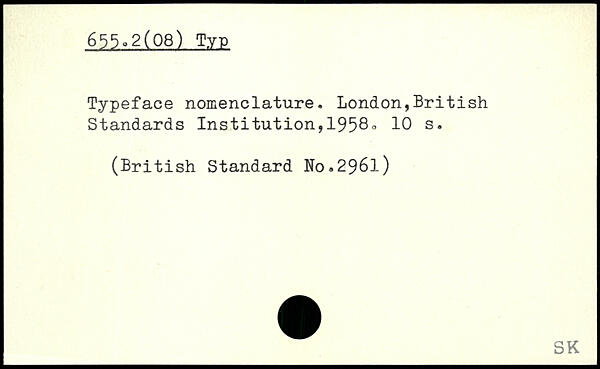 655.2(08) Typ
Typeface nomenclature. London,British
Standards Institution,1958. 10 s.
(British Standard No.2961)
SK